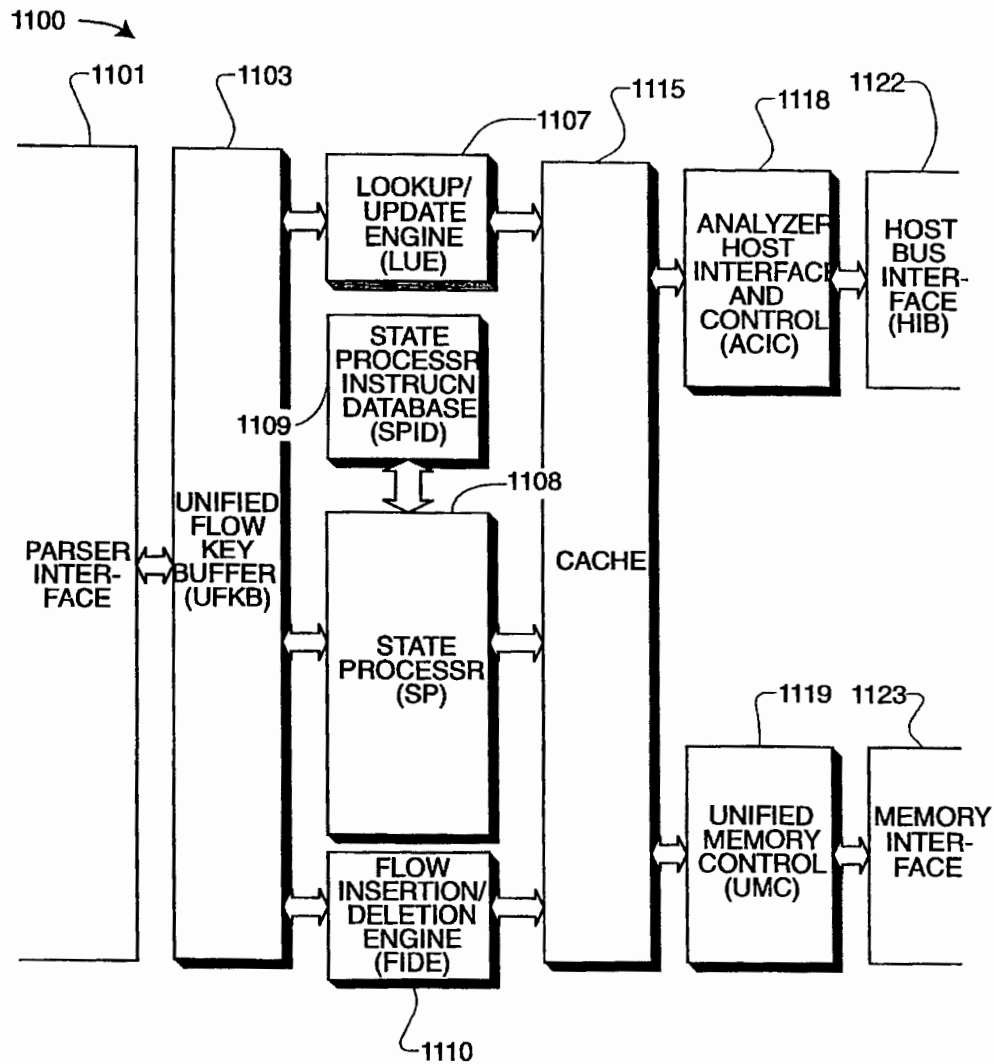 1100
1101
1103
1107
1115
1118
1122
LOOKUP/
UPDATE
ENGINE
(LUE)
ANALYZER
HOST
INTERFACE
AND
CONTROL
(ACIC)
HOST
BUS
INTER-
FACE
(HIB)
STATE
PROCESSR
INSTRUCN
DATABASE
(SPID)
1109
1108
UNIFIED
FLOW
KEY
BUFFER
(UFKB)
PARSER
INTER-
FACE
CACHE
STATE
PROCESSR
(SP)
1119
1123
UNIFIED
MEMORY
CONTROL
(UMC)
MEMORY
INTER-
FACE
FLOW
INSERTION/
DELETION
ENGINE
(FIDE)
1110